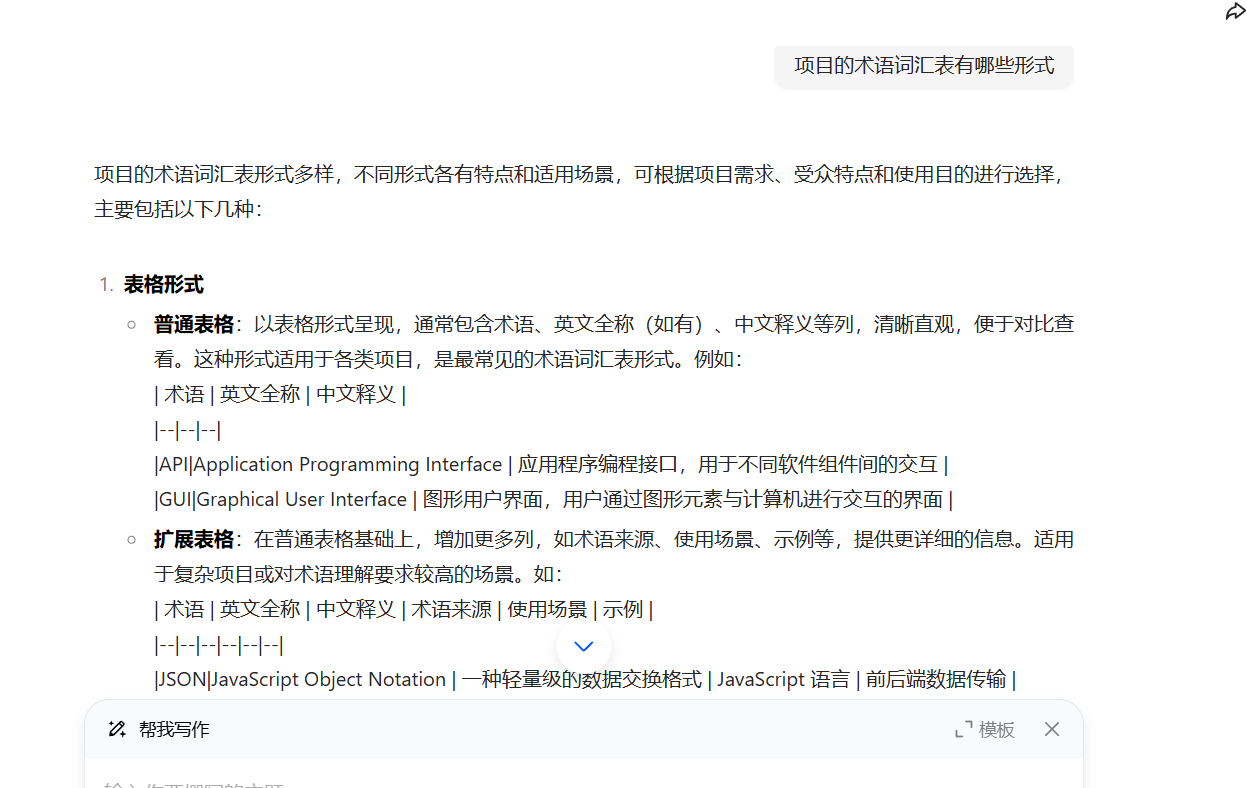 项目的术语词汇表有哪些形式
项目的术语词汇表形式多样，不同形式各有特点和适用场景，可根据项目需求、受众特点和使用目的进行选择，
主要包括以下几种：
1. 表格形式
普通表格：以表格形式呈现，通常包含术语、英文全称（如有）、中文释义等列，清晰直观，便于对比查
看。这种形式适用于各类项目，是最常见的术语词汇表形式。例如：
| 术语 | 英文全称 | 中文释义 |
|--|--|--|
|API|Application Programming Interface | 应用程序编程接口，用于不同软件组件间的交互 |
|GUI|Graphical User Interface | 图形用户界面，用户通过图形元素与计算机进行交互的界面 |
扩展表格：在普通表格基础上，增加更多列，如术语来源、使用场景、示例等，提供更详细的信息。适用
于复杂项目或对术语理解要求较高的场景。如：
| 术语 | 英文全称 | 中文释义 | 术语来源 | 使用场景 | 示例 |
|--|--|--|--|--|--|
|JSON|JavaScript Object Notation | 一种轻量级的数据交换格式 | JavaScript 语言 | 前后端数据传输 |
帮我写作
模板